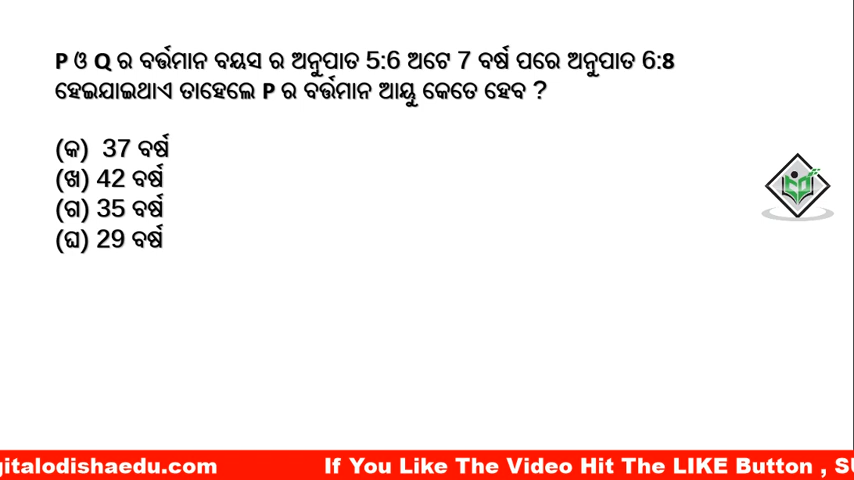 P ଓ Q ର ବର୍ତ୍ତମାନ ବୟସ ର ଅନୁପାତ 5:6 ଅଟେ 7 ବର୍ଷ ପରେ ଅନୁପାତ 6:8
ହେଇଯାଇଥାଏ ତାହେଲେ P ର ବର୍ତ୍ତମାନ ଆୟୁ କେତେ ହେବ ?
(କ) 37 ବର୍ଷ
(ଖ) 42 ବର୍ଷ
(ଗ) 35 ବର୍ଷ
(ଘ) 29 ବର୍ଷ
gitalodishaedu.com If You Like The Video Hit The LIKE Button , SU